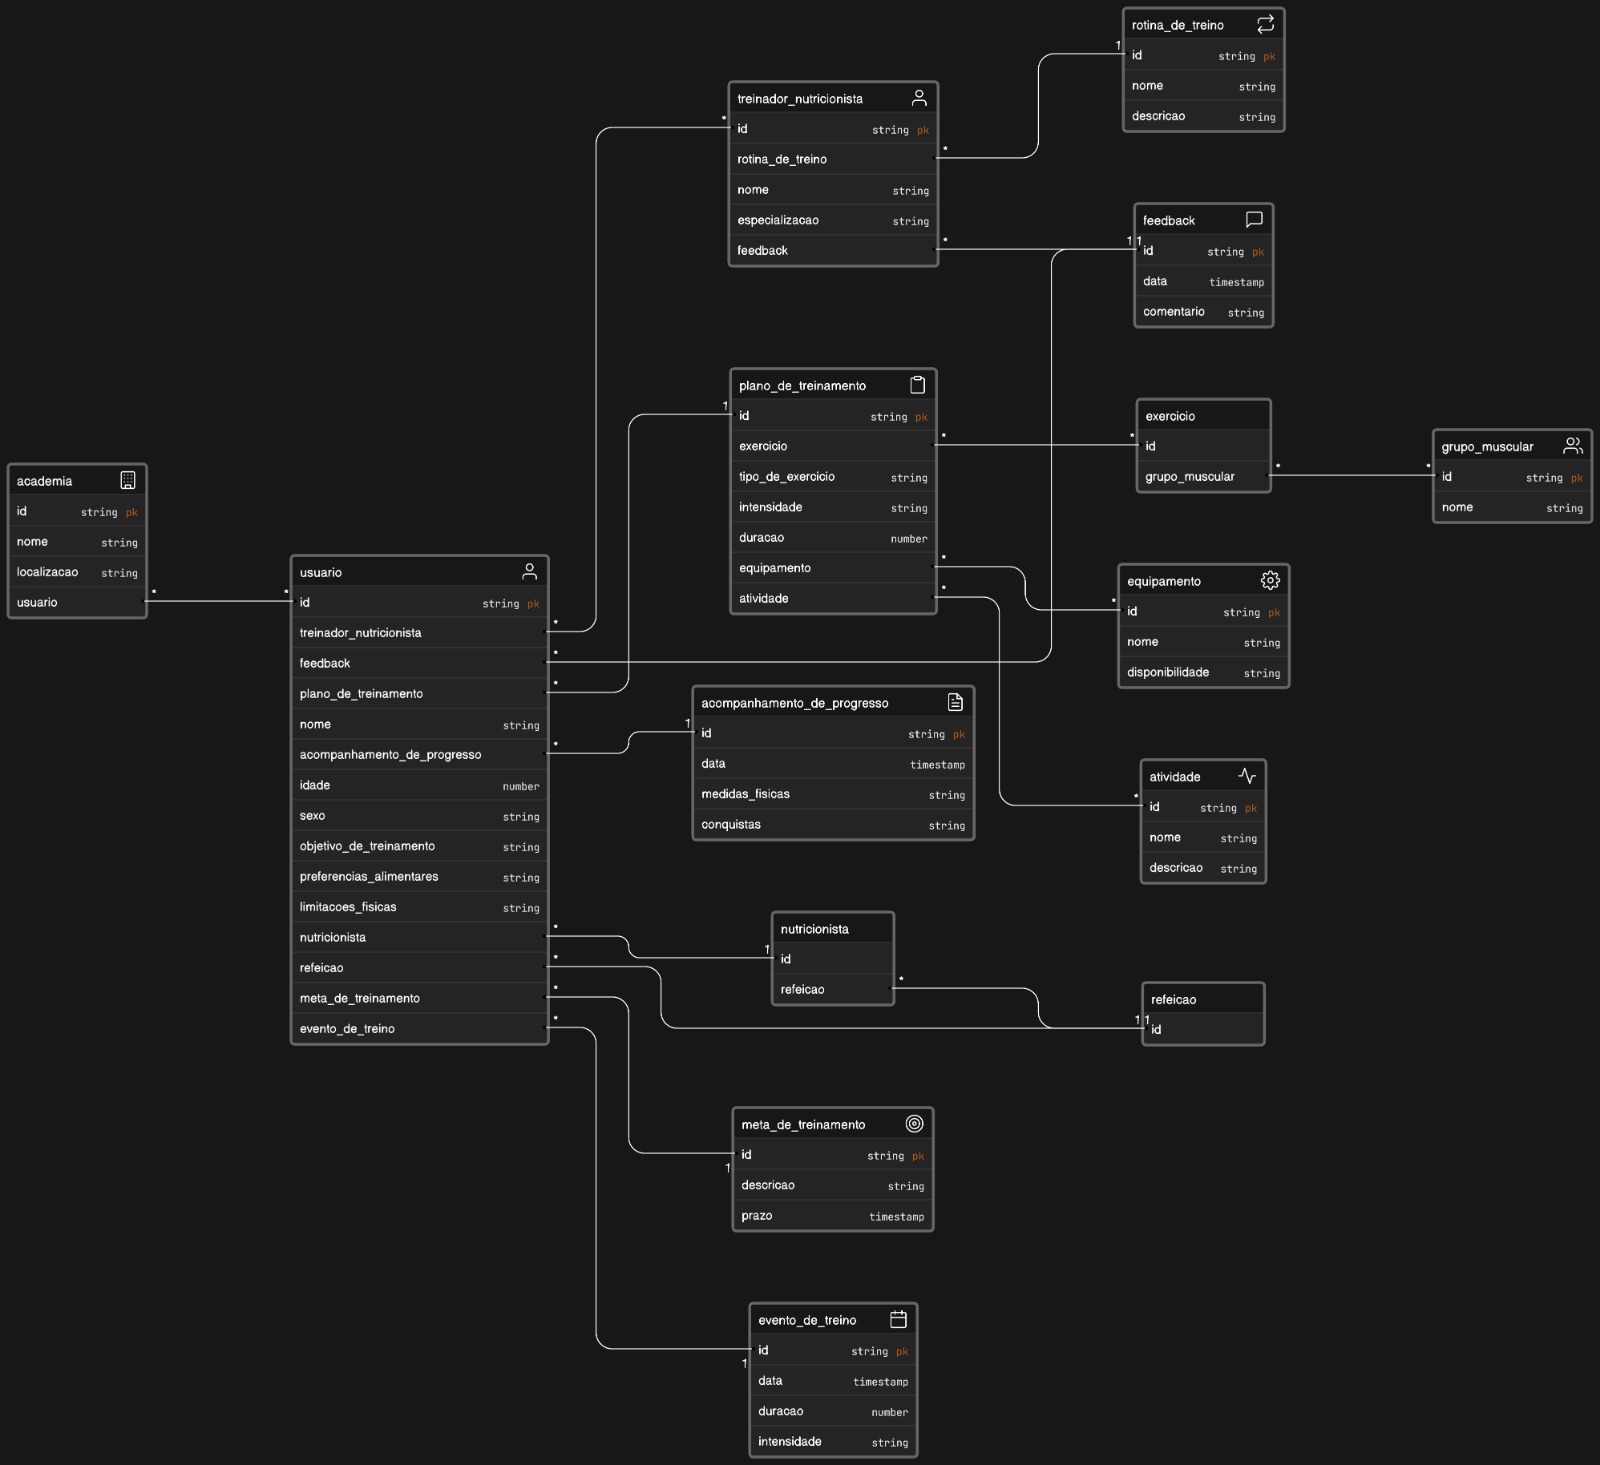 rotina_de_treino
id string pk
nome string
descricao string
treinador_nutricionista
id string pk
rotina_de_treino
nome string
especializacao string
feedback
feedback
id string pk
data timestamp
comentario string
plano_de_treinamento
id string pk
exercicio
tipo_de_exercicio string
intensidade string
duracao number
equipamento
atividade
exercicio
id
grupo_muscular
grupo_muscular
id string pk
nome string
academia
id string pk
nome string
localizacao string
usuario
usuario
id string pk
treinador_nutricionista
feedback
plano_de_treinamento
nome string
acompanhamento_de_progresso
idade number
sexo string
objetivo_de_treinamento string
preferencias_alimentares string
limitacoes_fisicas string
nutricionista
refeicao
meta_de_treinamento
evento_de_treino
equipamento
id string pk
nome string
disponibilidade string
acompanhamento_de_progresso
id string pk
data timestamp
medidas_fisicas string
conquistas string
atividade
id string pk
nome string
descricao string
nutricionista
id
refeicao
refeicao
id
meta_de_treinamento
id string pk
descricao string
prazo timestamp
evento_de_treino
id string pk
data timestamp
duracao number
intensidade string